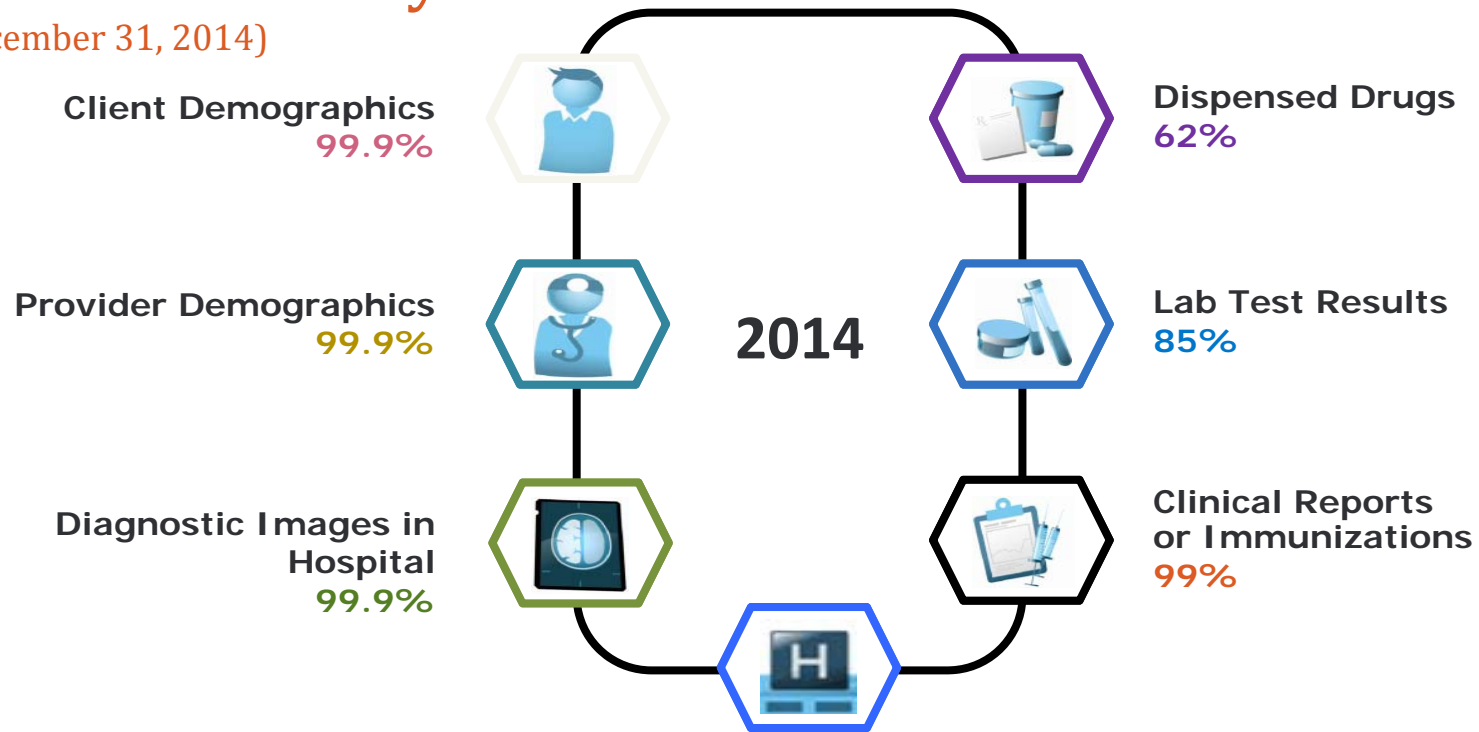 December 31, 2014)
Client Demographics
99.9%
Provider Demographics
99.9%
Diagnostic Images in
Hospital
99.9%
2014
Dispensed Drugs
62%
Lab Test Results
85%
Clinical Reports
or Immunizations
99%
H